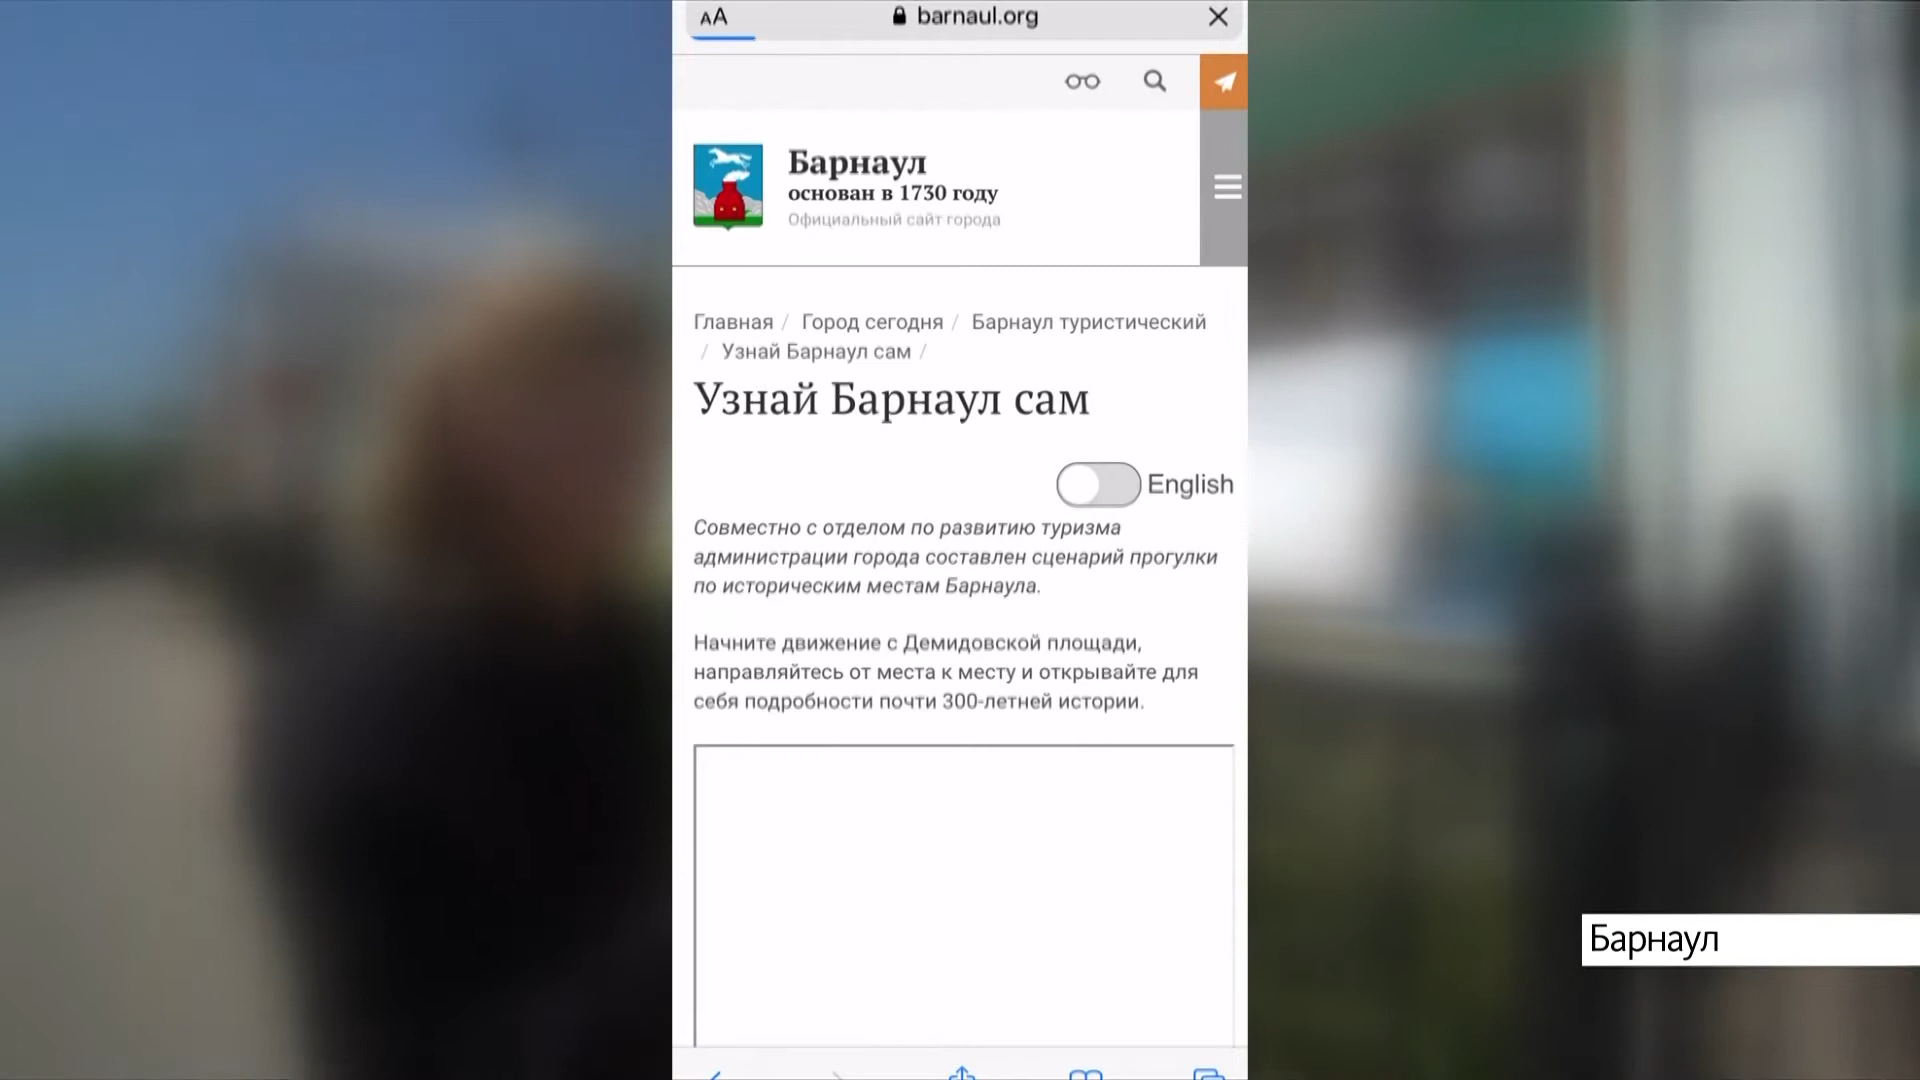 AA
barnaul.org
Барнаул
основан в 1730 году
Официальный сайт города
Главная / Город сегодня / Барнаул туристический
/ Узнай Барнаул сам /
Узнай Барнаул сам
English
Совместно с отделом по развитию туризма
администрации города составлен сценарий прогулки
по историческим местам Барнаула.
Начните движение с Демидовской площади,
направляйтесь от места к месту и открывайте для
себя подробности почти 300-летней истории.
Барнаул